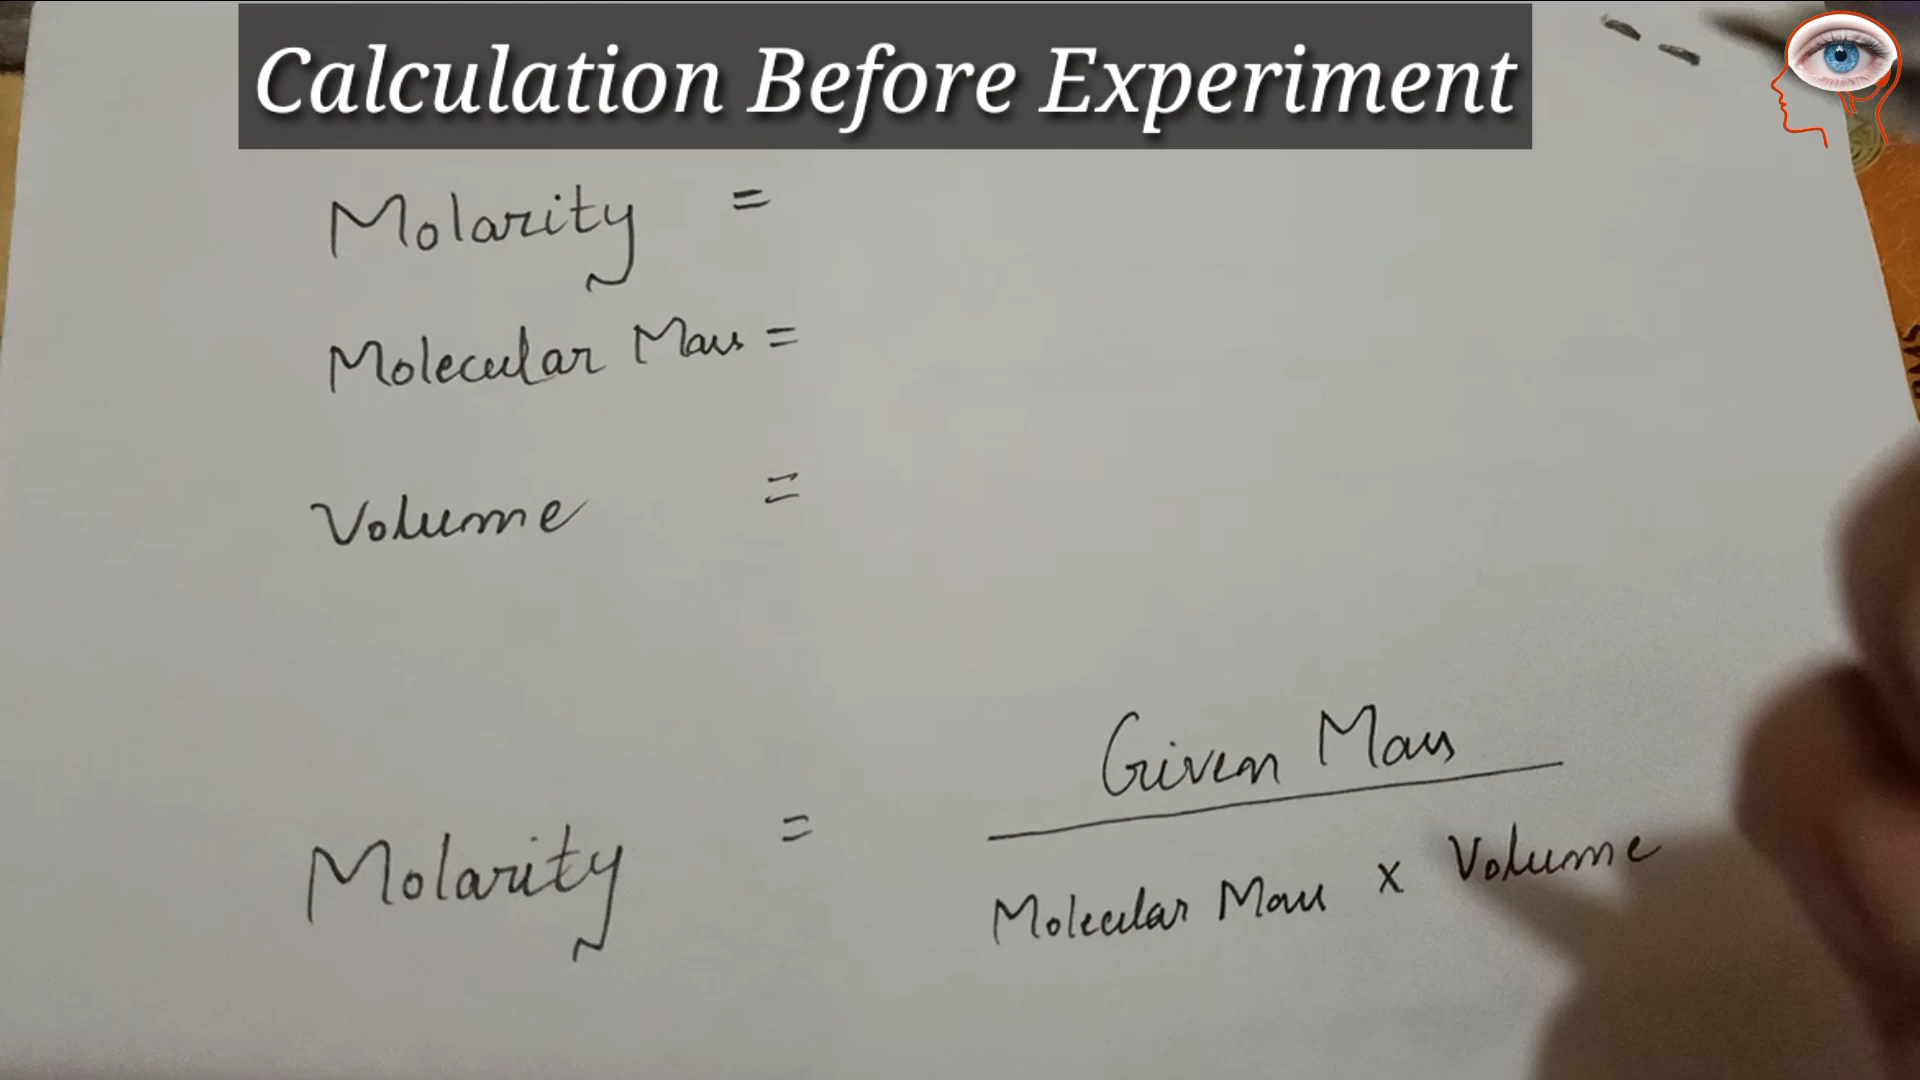 Calculation Before Experiment
Molarity =
Molecular Mass =
Volume =
Given Mass
Molarity =
Molecular Mass x Volume